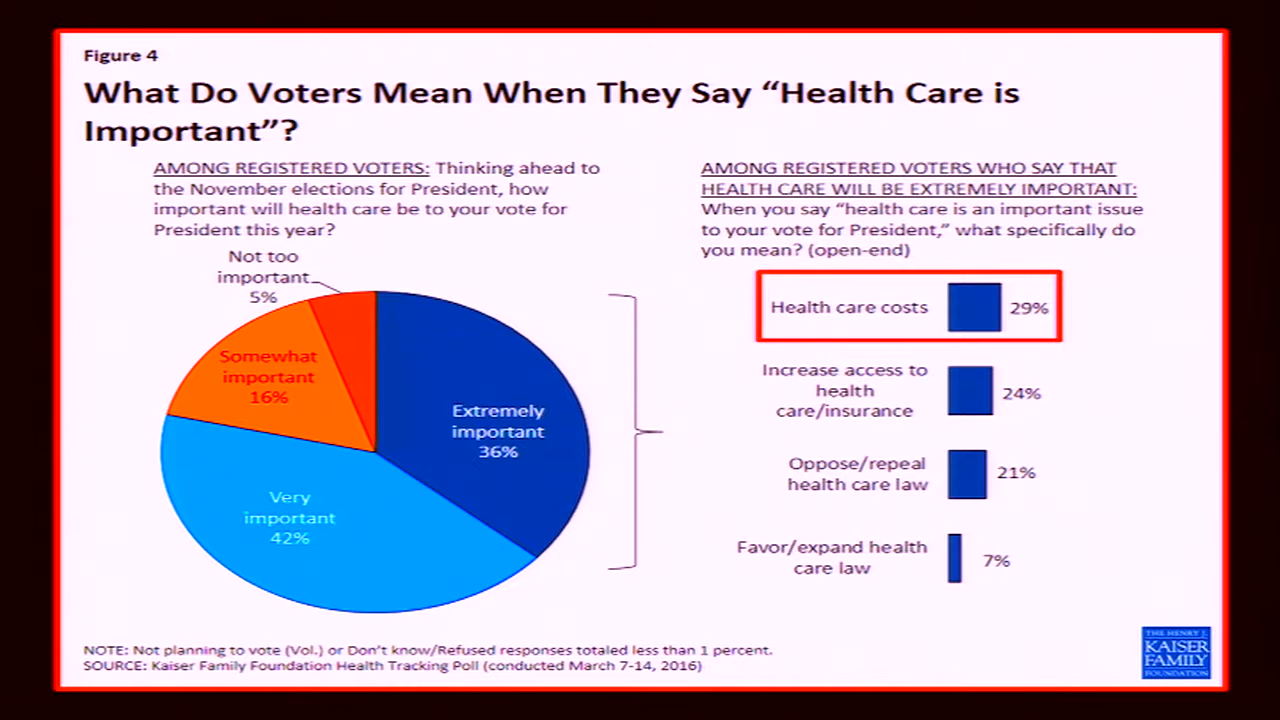 Figure 4
What Do Voters Mean When They Say “Health Care is
Important”?
AMONG REGISTERED VOTERS: Thinking ahead to
the November elections for President, how
important will health care be to your vote for
President this year?
Not too
important
5%
Somewhat
important
16%
Extremely
important
36%
Very
important
42%
AMONG REGISTERED VOTERS WHO SAY THAT
HEALTH CARE WILL BE EXTREMELY IMPORTANT:
When you say “health care is an important issue
to your vote for President,” what specifically do
you mean? (open-end)
Health care costs 29%
Increase access to
health 24%
care/insurance
Oppose/repeal 21%
health care law
Favor/expand health 7%
care law
NOTE: Not planning to vote (Vol.) or Don’t know/Refused responses totaled less than 1 percent.
SOURCE: Kaiser Family Foundation Health Tracking Poll (conducted March 7-14, 2016)
THE HENRY J.
KAISER
FAMILY
FOUNDATION